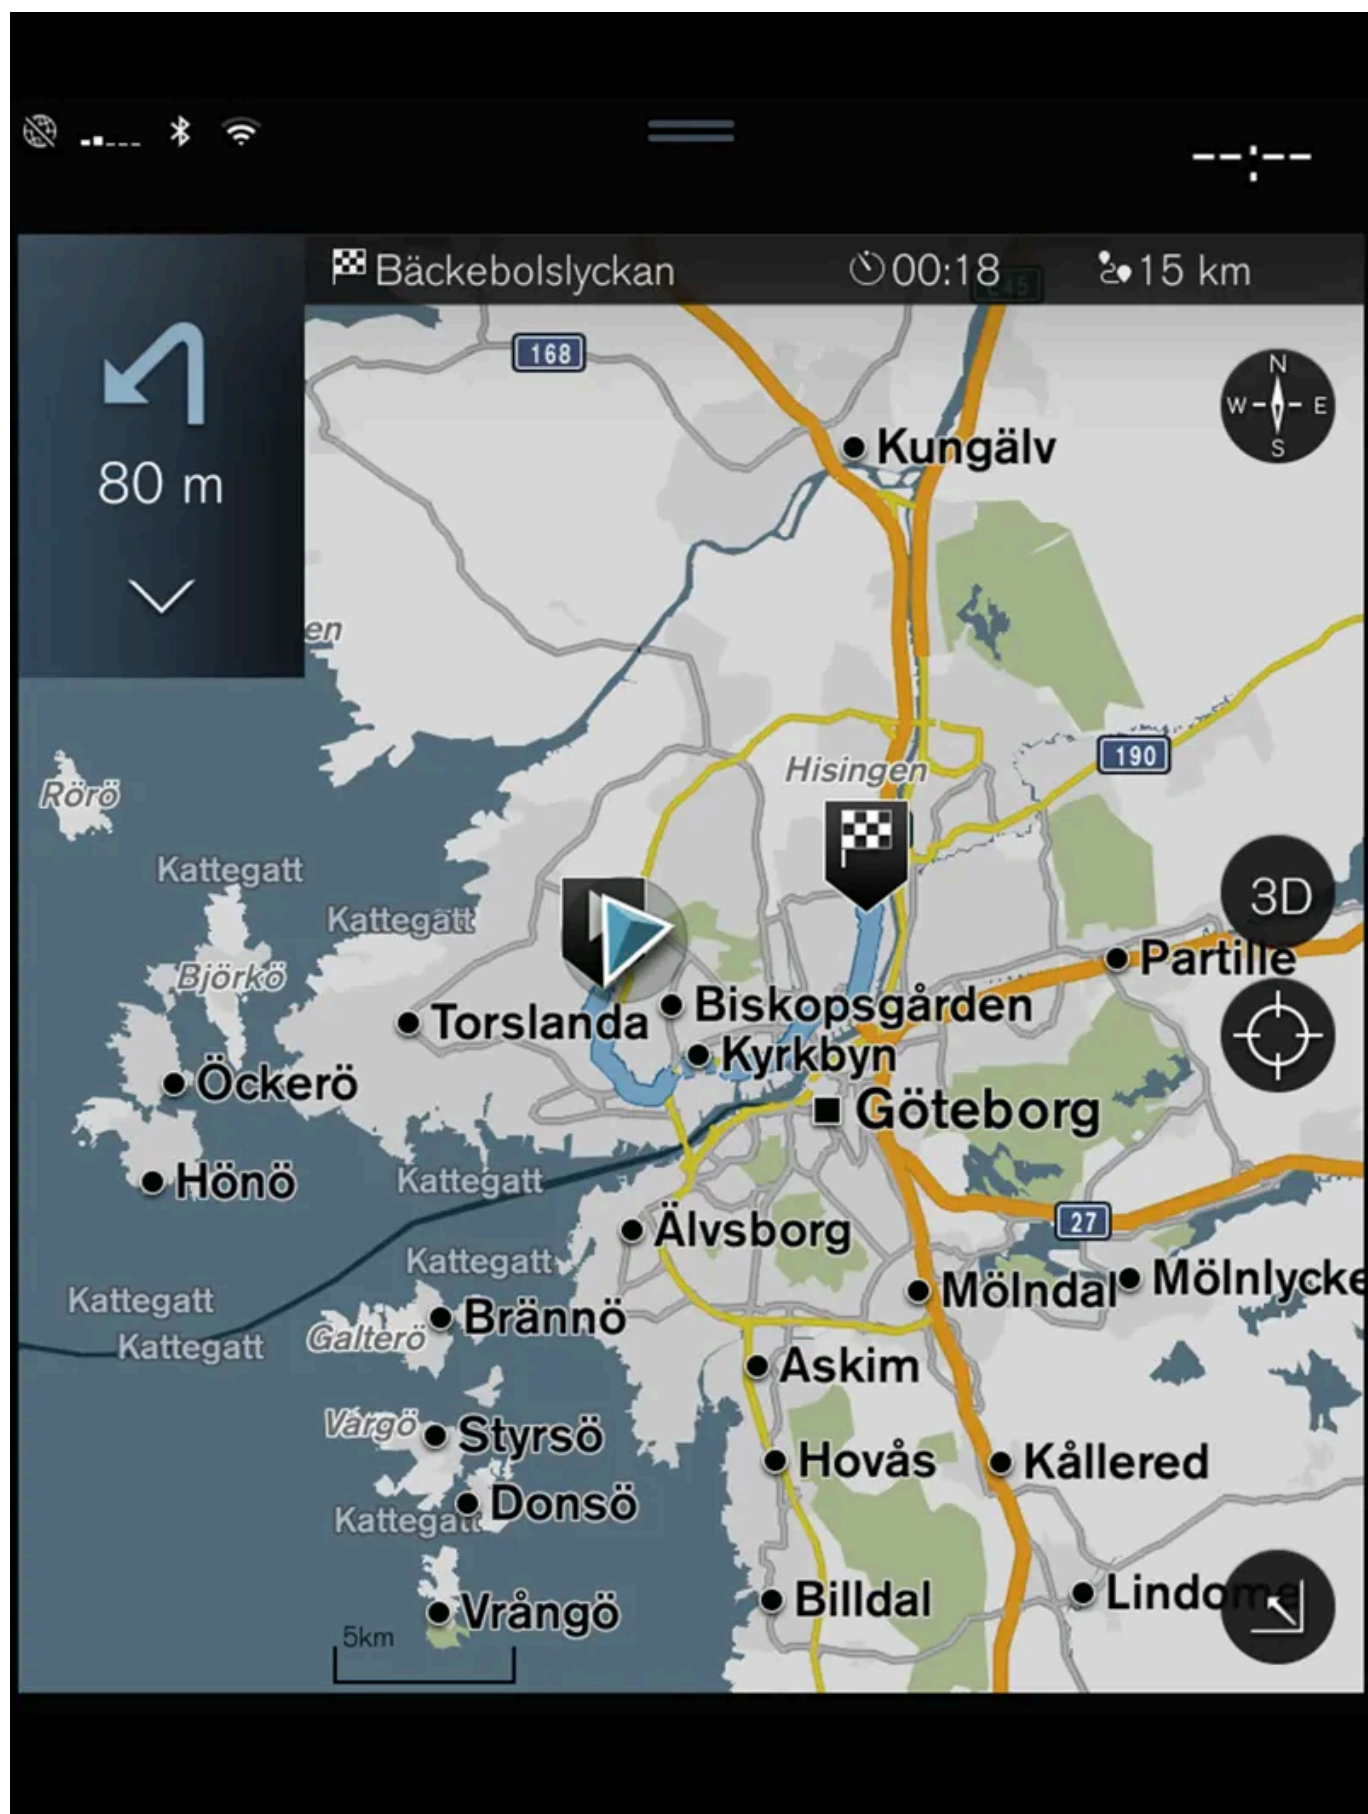 --:--
Bäckebolslyckan 00:18 15 km
80 m
168
N
W E
S
Kungälv
en
190
Hisingen
Rörö
Kattegatt
Kattegatt
3D
Björkö
Partille
Biskopsgården
Torslanda
Kyrkbyn
Öckerö
Göteborg
Hönö
Kattegatt
27
Älvsborg
Kattegatt
Mölndal
Mölnlycke
Kattegatt
Brännö
Galterö
Kattegatt
Askim
Vargö
Styrsö
Hovås
Kållered
Donsö
Kattegatt
Billdal
Lindome
Vrångö
5km